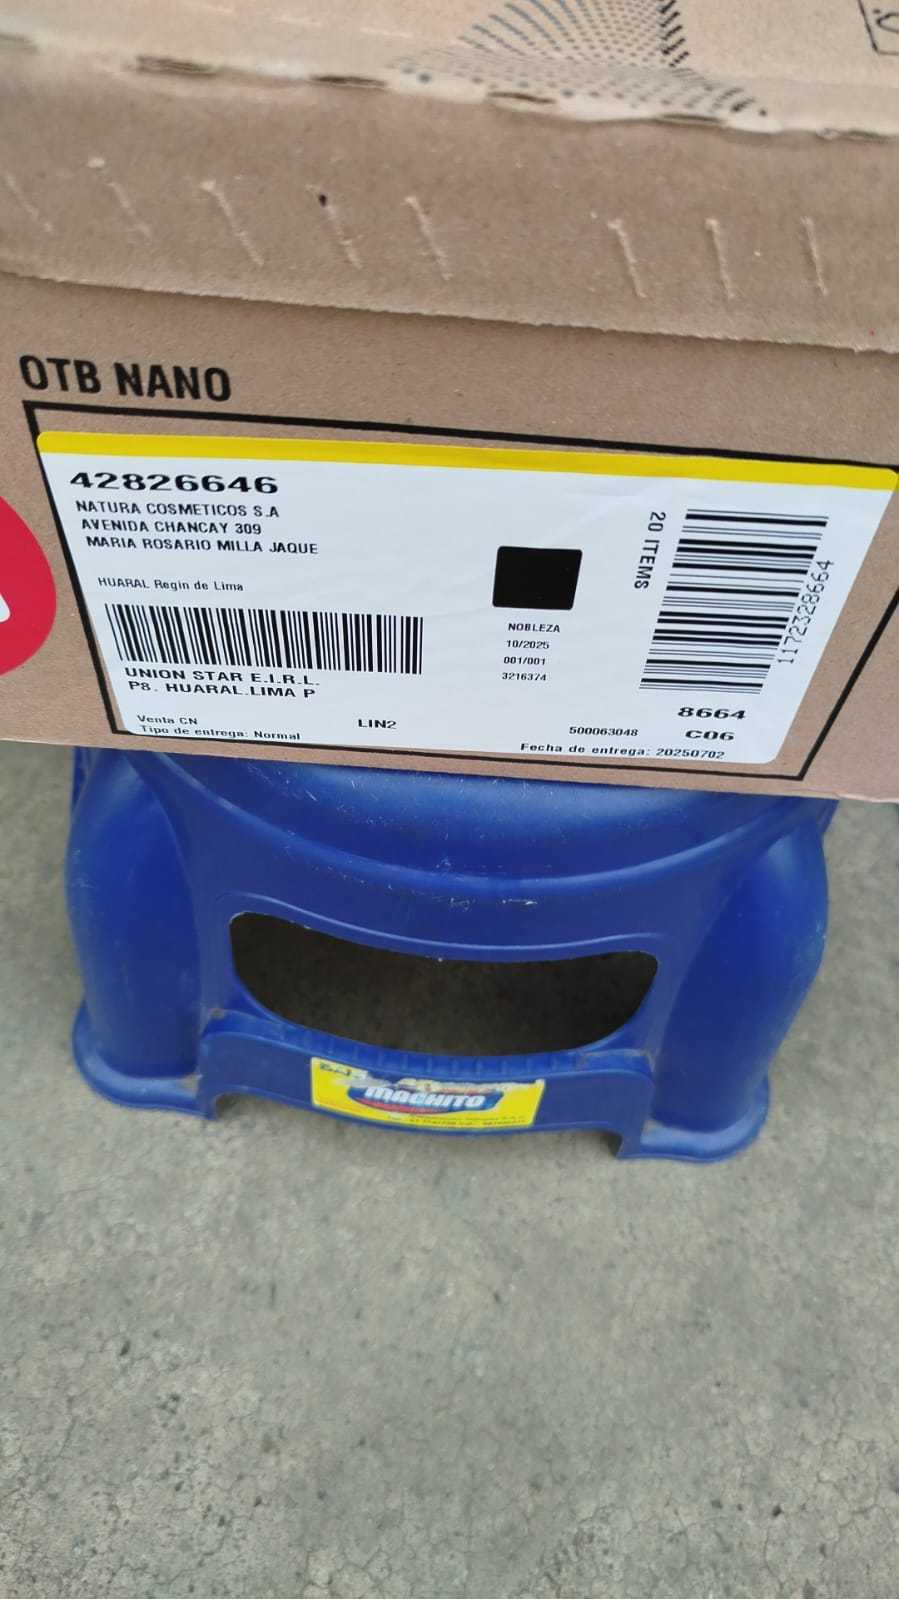 OTB NANO
42826646
NATURA COSMETICOS S.A
AVENIDA CHANCAY 309
MARIA ROSARIO MILLA JAQUE
HUARAL Regin de Lima
UNION STAR E.I.R.L.
P8. HUARAL.LIMA P
Venta CN
LIN2
Tipo de entrega: Normal
NOBLEZA
10/2025
001/001
3216374
20 ITEMS
1172328664
8664
500063048
C06
Fecha de entrega: 20250702
MACHITO